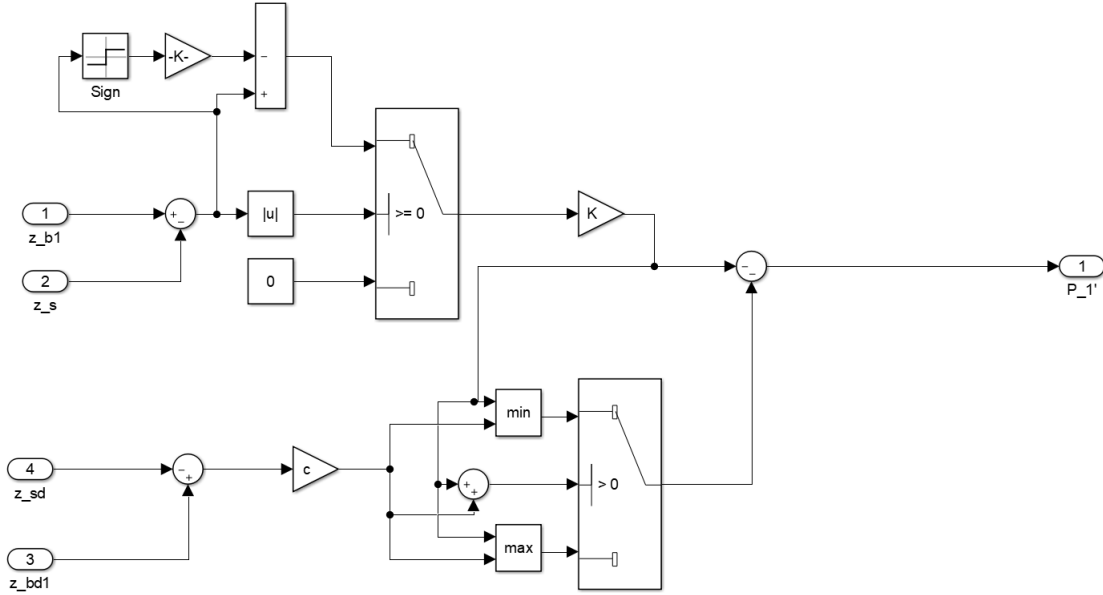 -K-
-
+
Sign
1
+
-
|u|
>= 0
K
z_b1
2
0
z_s
-
-
1
P_1'
min
4
-
+
c
+
+
> 0
z_sd
3
max
z_bd1